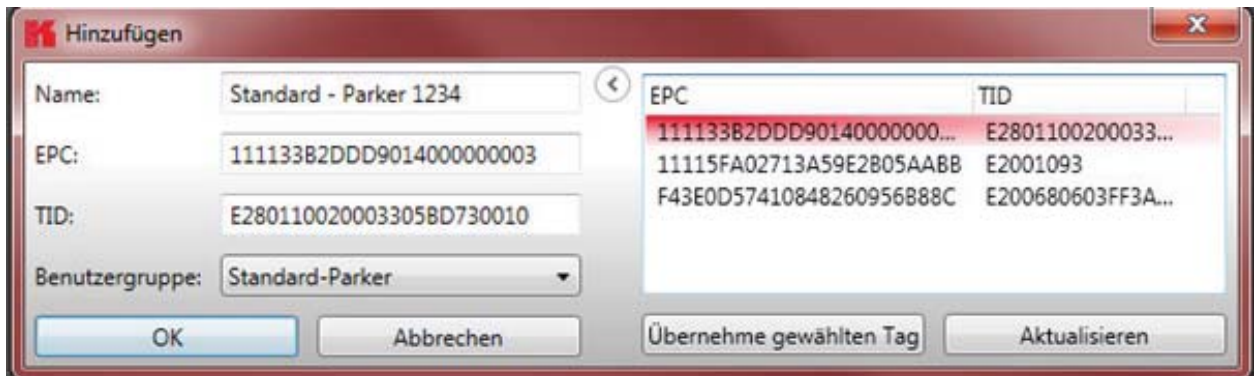 Hinzufügen
Name: Standard - Parker 1234
EPC: 111133B2DDD9014000000003
TID: E280110020003305BD730010
Benutzergruppe: Standard-Parker
OK Abbrechen
EPC TID
111133B2DDD90140000000... E2801100200033...
11115FA02713A59E2B05AABB E2001093
F43E0D57410848260956B88C E200680603FF3A...
Übernehme gewählten Tag Aktualisieren